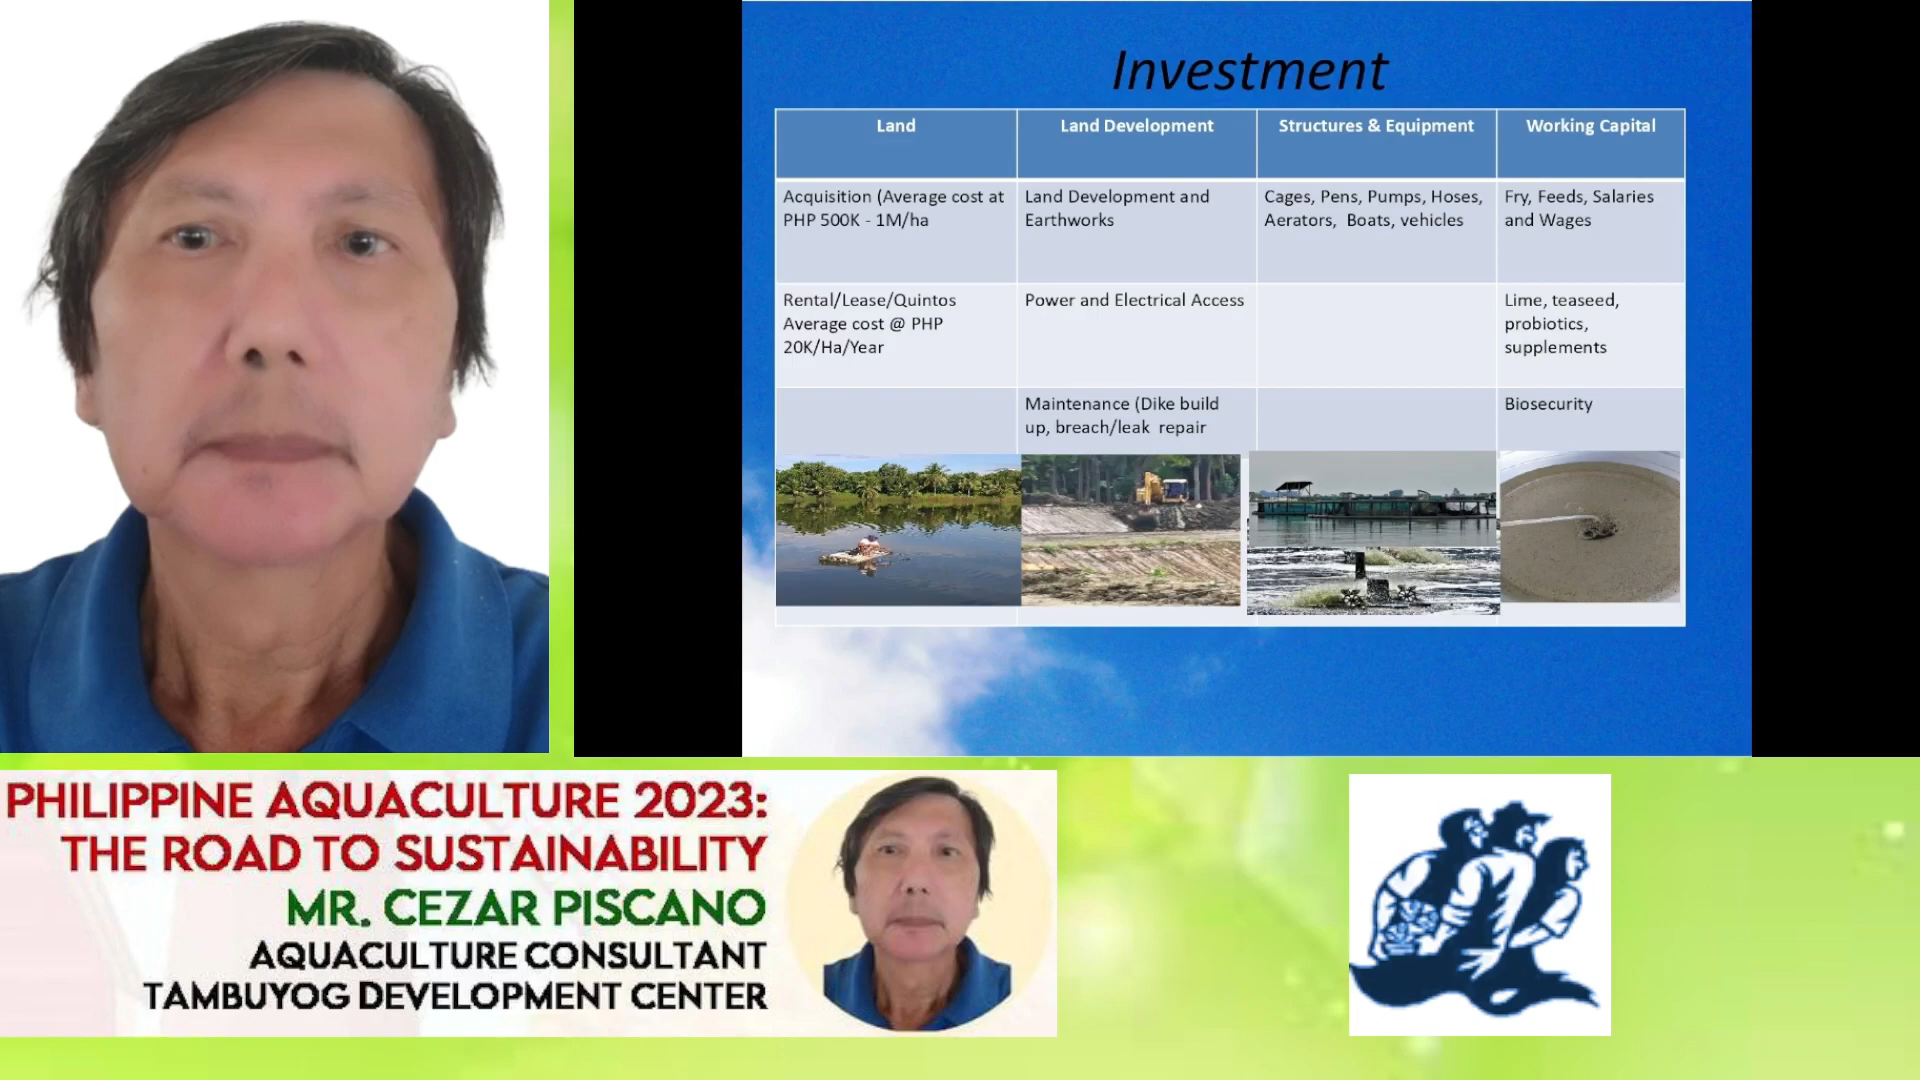 Investment
Land
Land Development
Structures & Equipment
Working Capital
Acquisition (Average cost at
PHP 500K - 1M/ha
Land Development and
Earthworks
Cages, Pens, Pumps, Hoses,
Aerators,  Boats, vehicles
Fry, Feeds, Salaries
and Wages
Rental/Lease/Quintos
Average cost @ PHP
20K/Ha/Year
Power and Electrical Access
Lime, teaseed,
probiotics,
supplements
Maintenance (Dike build
up, breach/leak  repair
Biosecurity
PHILIPPINE AQUACULTURE 2023:
THE ROAD TO SUSTAINABILITY
MR. CEZAR PISCANO
AQUACULTURE CONSULTANT
TAMBUYOG DEVELOPMENT CENTER